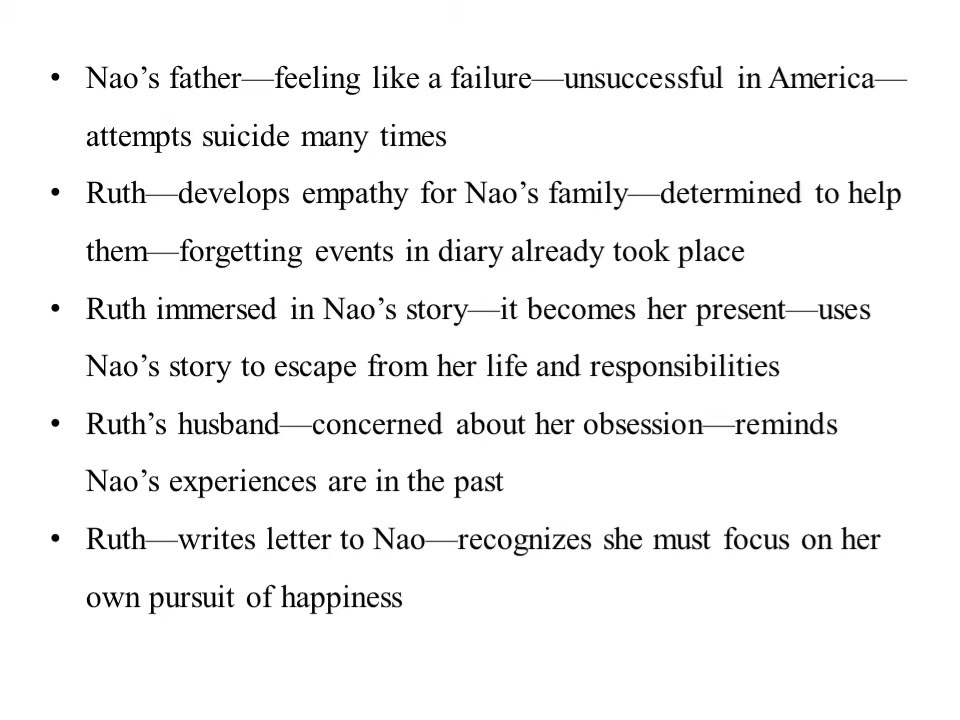 • Nao’s father—feeling like a failure—unsuccessful in America—
attempts suicide many times
• Ruth—develops empathy for Nao’s family—determined to help
them—forgetting events in diary already took place
• Ruth immersed in Nao’s story—it becomes her present—uses
Nao’s story to escape from her life and responsibilities
• Ruth’s husband—concerned about her obsession—reminds
Nao’s experiences are in the past
• Ruth—writes letter to Nao—recognizes she must focus on her
own pursuit of happiness